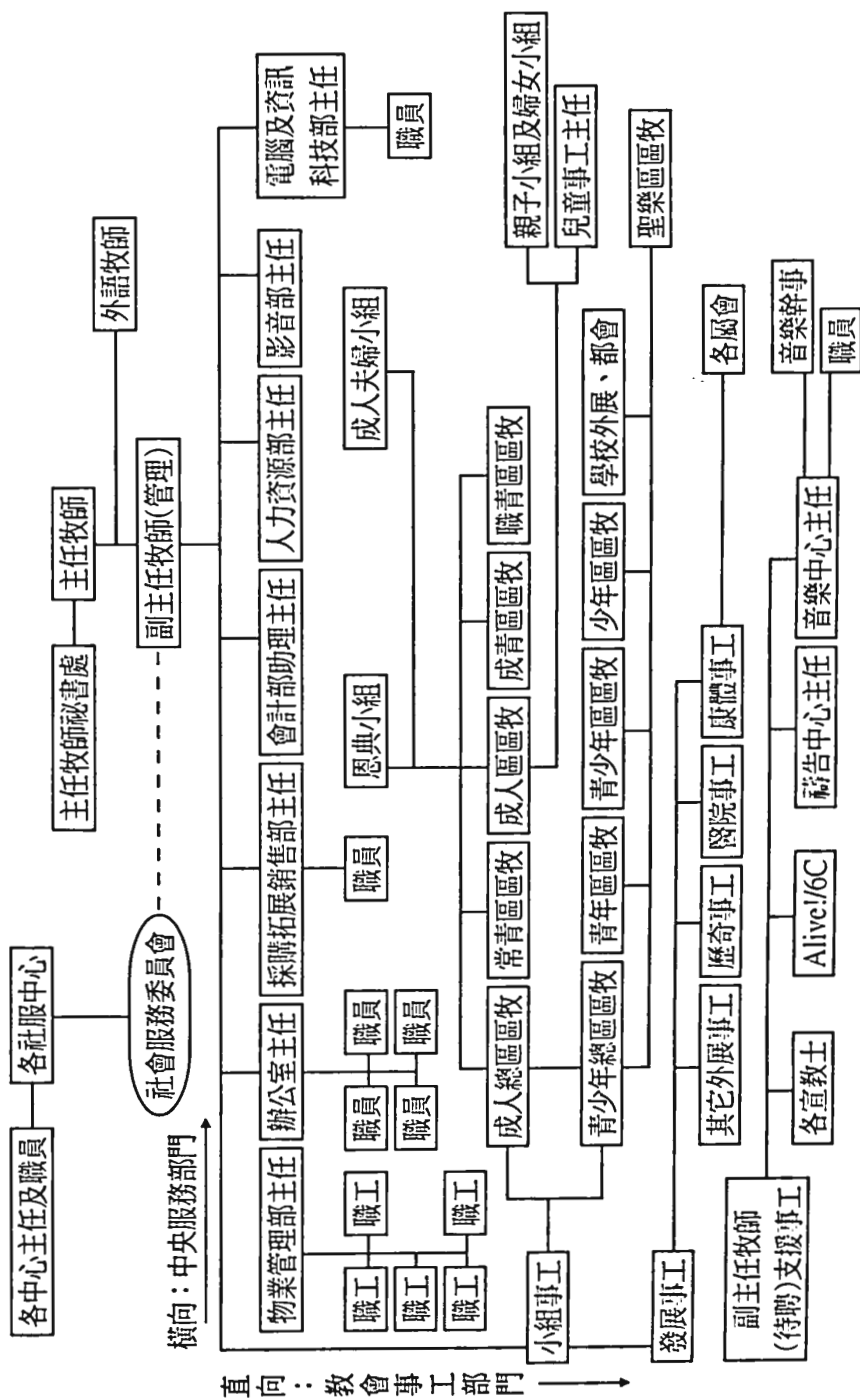 各中心主任及職員
各社服中心
社會服務委員會
主任牧師祕書處
主任牧師
外語牧師
副主任牧師(管理)
橫向：中央服務部門
直向：教會事工部門
物業管理部主任
職工
職工
職工
職工
職工
辦公室主任
職員
職員
職員
職員
採購拓展銷售部主任
職員
會計部助理主任
人力資源部主任
影音部主任
電腦及資訊
科技部主任
職員
小組事工
恩典小組
成人夫婦小組
成人總區區牧
常青區區牧
成人區區牧
成青區區牧
職青區區牧
親子小組及婦女小組
兒童事工主任
青少年總區區牧
青年區區牧
青少年區區牧
少年區區牧
學校外展、都會
聖樂區區牧
發展事工
其它外展事工
歷奇事工
醫院事工
康體事工
各屬會
副主任牧師
(待聘)支援事工
各宣教士
Alive!/6C
禱告中心主任
音樂中心主任
音樂幹事
職員